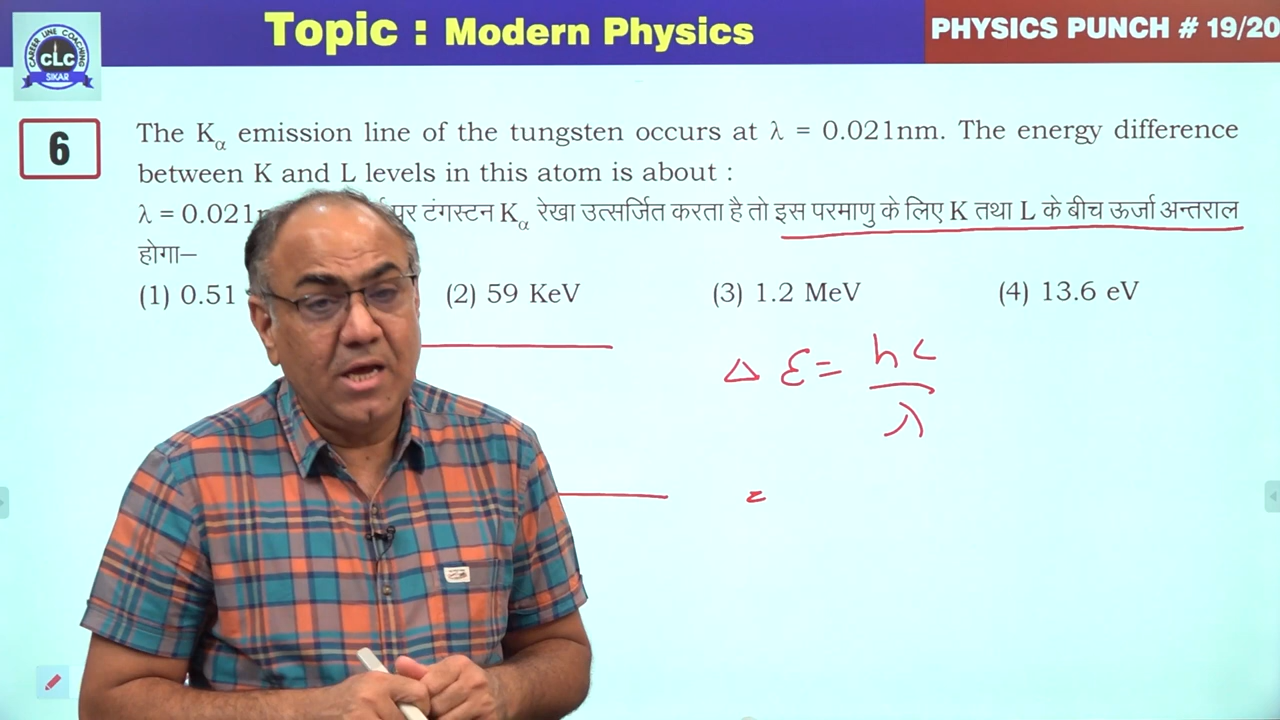 Topic : Modern Physics
PHYSICS PUNCH # 19/20
CAREER LINE COACHING
CLC
SIKAR
6
The Kα emission line of the tungsten occurs at λ = 0.021nm. The energy difference
between K and L levels in this atom is about :
λ = 0.021 पर टंगस्टन Kα रेखा उत्सर्जित करता है तो इस परमाणु के लिए K तथा L के बीच ऊर्जा अन्तराल
होगा–
(1) 0.51 (2) 59 KeV (3) 1.2 MeV (4) 13.6 eV
Δ E = hc
λ
=